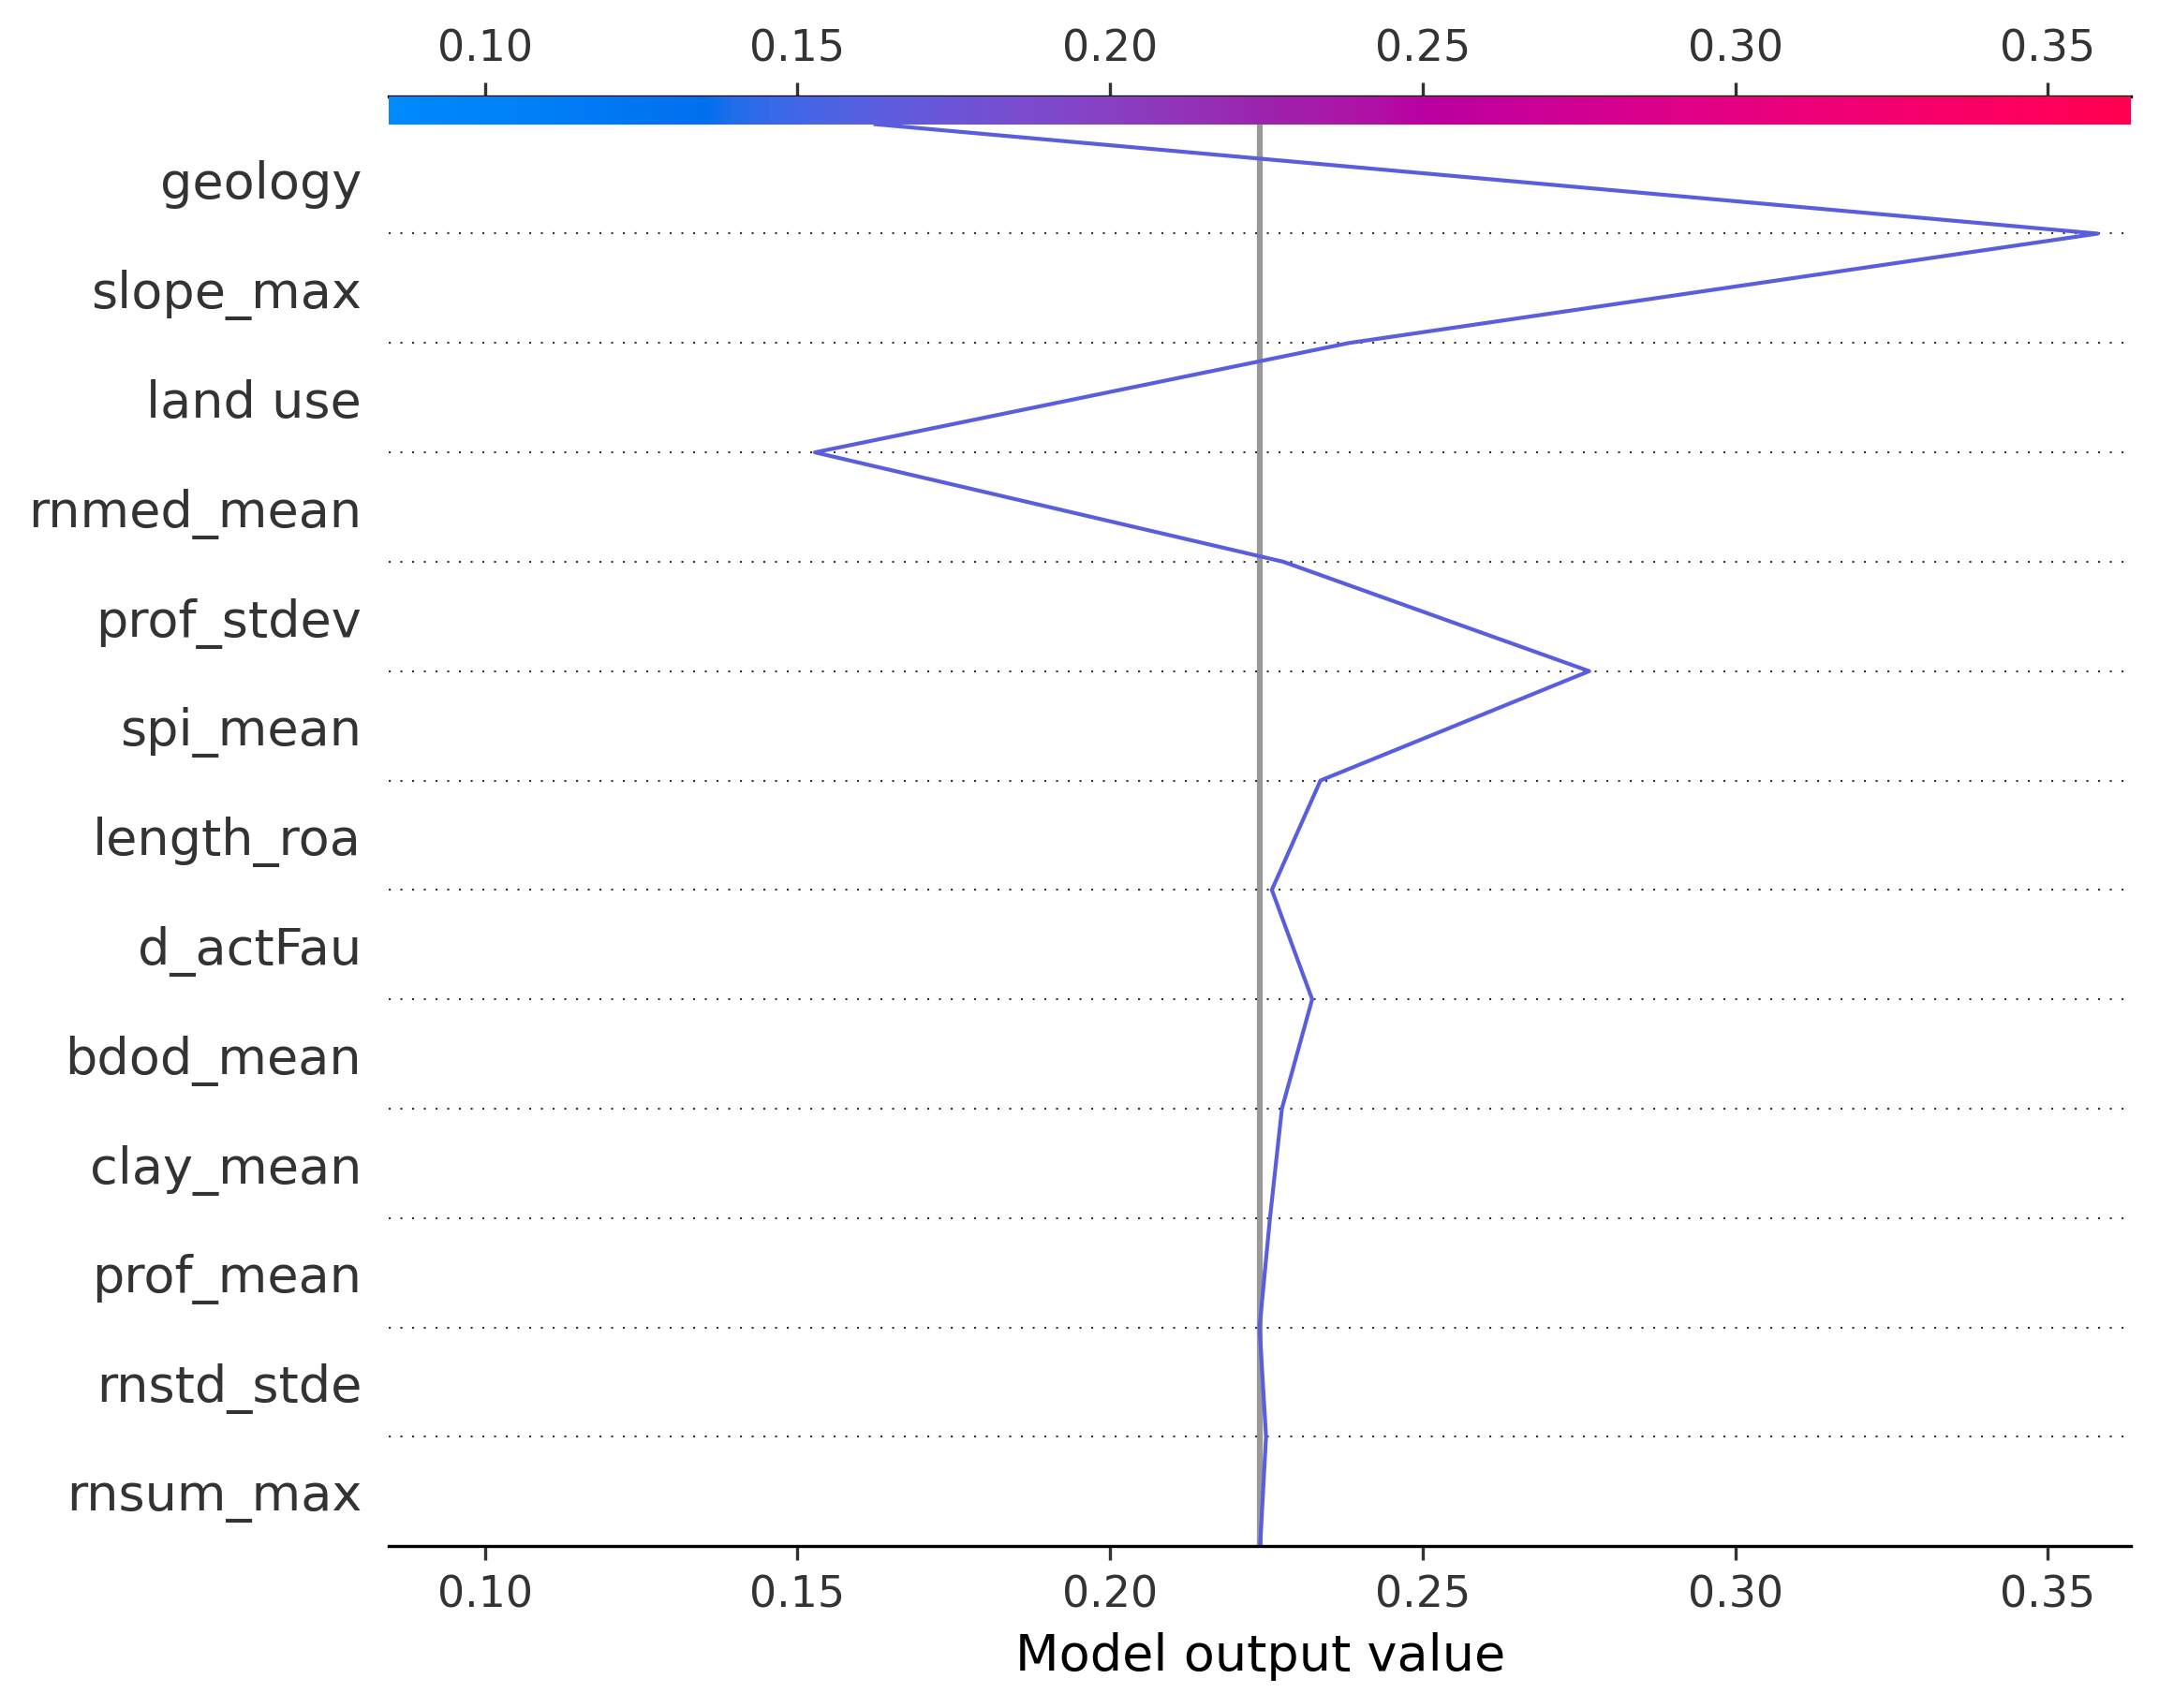 0.10 0.15 0.20 0.25 0.30 0.35
geology
slope_max
land use
rnmed_mean
prof_stdev
spi_mean
length_roa
d_actFau
bdod_mean
clay_mean
prof_mean
rnstd_stde
rnsum_max
0.10 0.15 0.20 0.25 0.30 0.35
Model output value